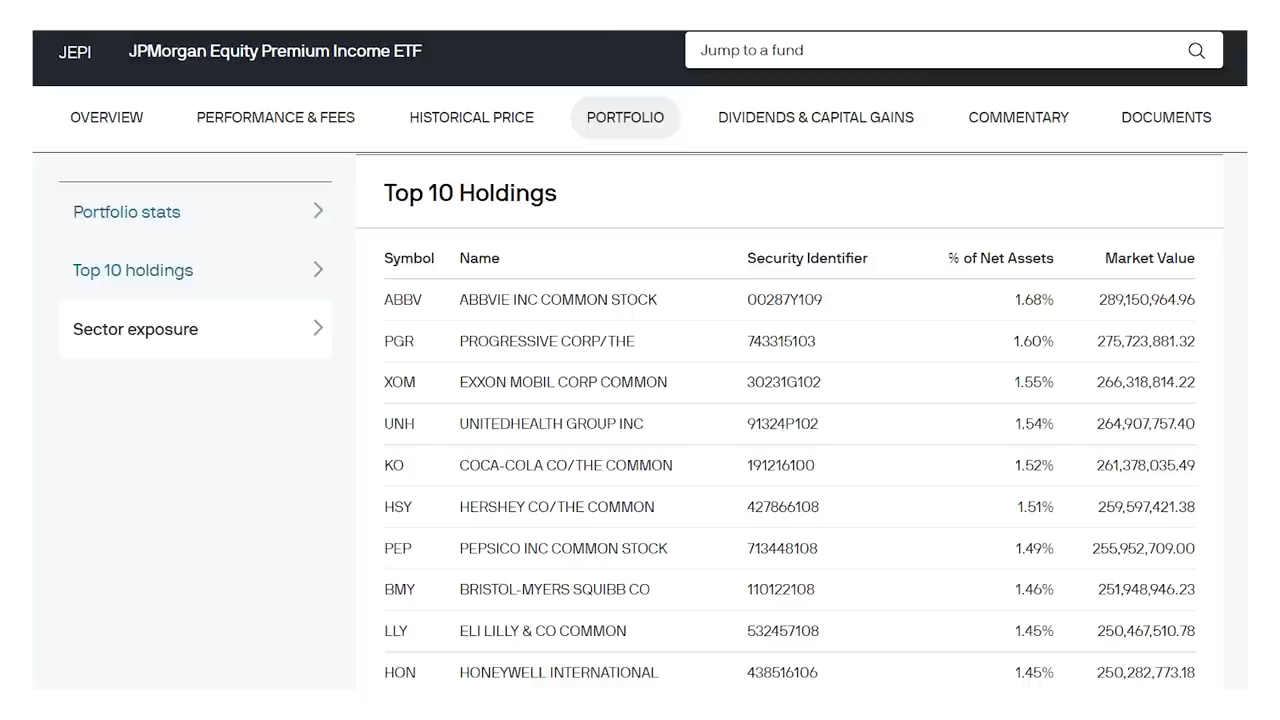 JEPI JPMorgan Equity Premium Income ETF Jump to a fund
OVERVIEW PERFORMANCE & FEES HISTORICAL PRICE PORTFOLIO DIVIDENDS & CAPITAL GAINS COMMENTARY DOCUMENTS
Portfolio stats
Top 10 holdings
Sector exposure
Top 10 Holdings
Symbol Name Security Identifier % of Net Assets Market Value
ABBV ABBVIE INC COMMON STOCK 00287Y109 1.68% 289,150,964.96
PGR PROGRESSIVE CORP/THE 743315103 1.60% 275,723,881.32
XOM EXXON MOBIL CORP COMMON 30231G102 1.55% 266,318,814.22
UNH UNITEDHEALTH GROUP INC 91324P102 1.54% 264,907,757.40
KO COCA-COLA CO/THE COMMON 191216100 1.52% 261,378,035.49
HSY HERSHEY CO/THE COMMON 427866108 1.51% 259,597,421.38
PEP PEPSICO INC COMMON STOCK 713448108 1.49% 255,952,709.00
BMY BRISTOL-MYERS SQUIBB CO 110122108 1.46% 251,948,946.23
LLY ELI LILLY & CO COMMON 532457108 1.45% 250,467,510.78
HON HONEYWELL INTERNATIONAL 438516106 1.45% 250,282,773.18